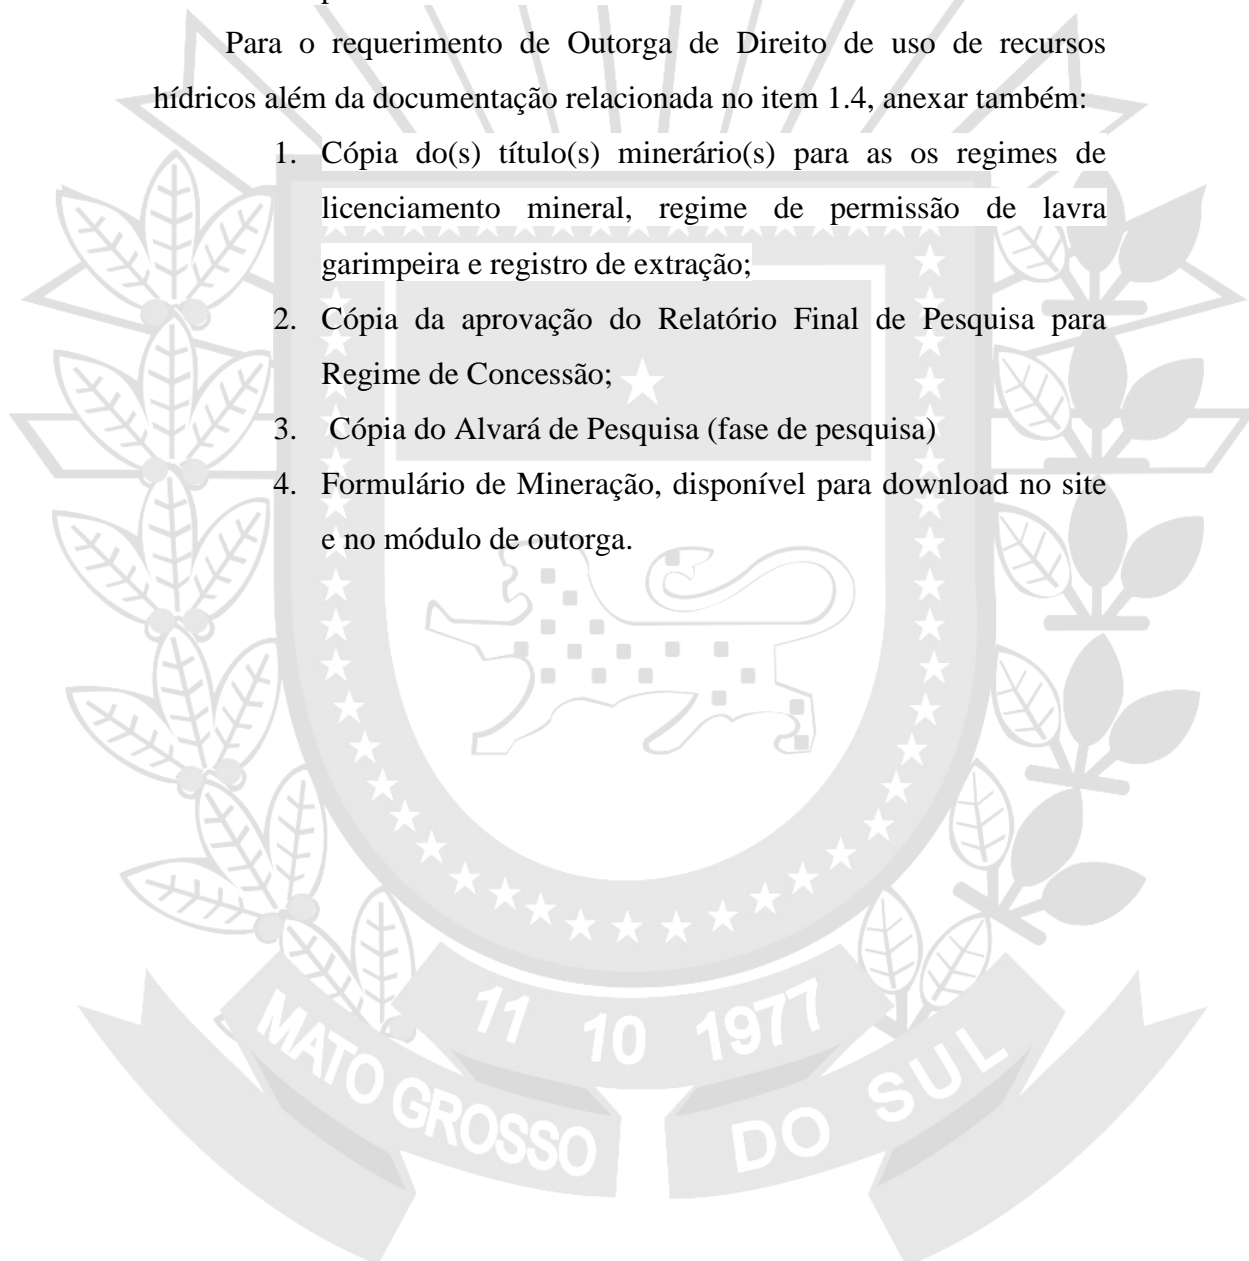 Para o requerimento de Outorga de Direito de uso de recursos
hídricos além da documentação relacionada no item 1.4, anexar também:
1. Cópia do(s) título(s) minerário(s) para as os regimes de
licenciamento mineral, regime de permissão de lavra
garimpeira e registro de extração;
2. Cópia da aprovação do Relatório Final de Pesquisa para
Regime de Concessão;
3. Cópia do Alvará de Pesquisa (fase de pesquisa)
4. Formulário de Mineração, disponível para download no site
e no módulo de outorga.
11 10 1977
MATO GROSSO DO SUL